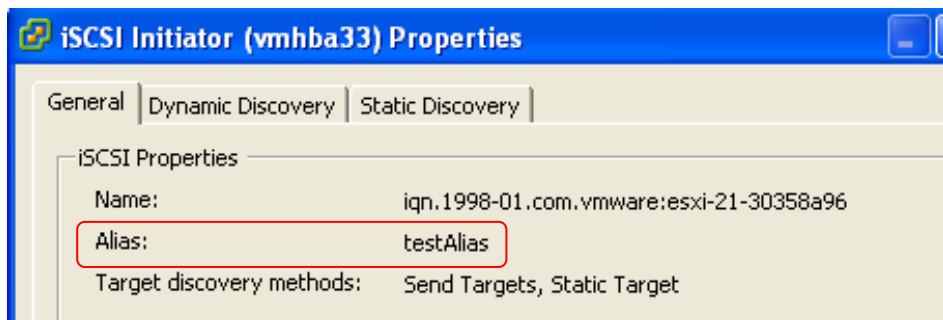 iSCSI Initiator (vmhba33) Properties
General Dynamic Discovery Static Discovery
iSCSI Properties
Name: iqn.1998-01.com.vmware:esxi-21-30358a96
Alias: testAlias
Target discovery methods: Send Targets, Static Target